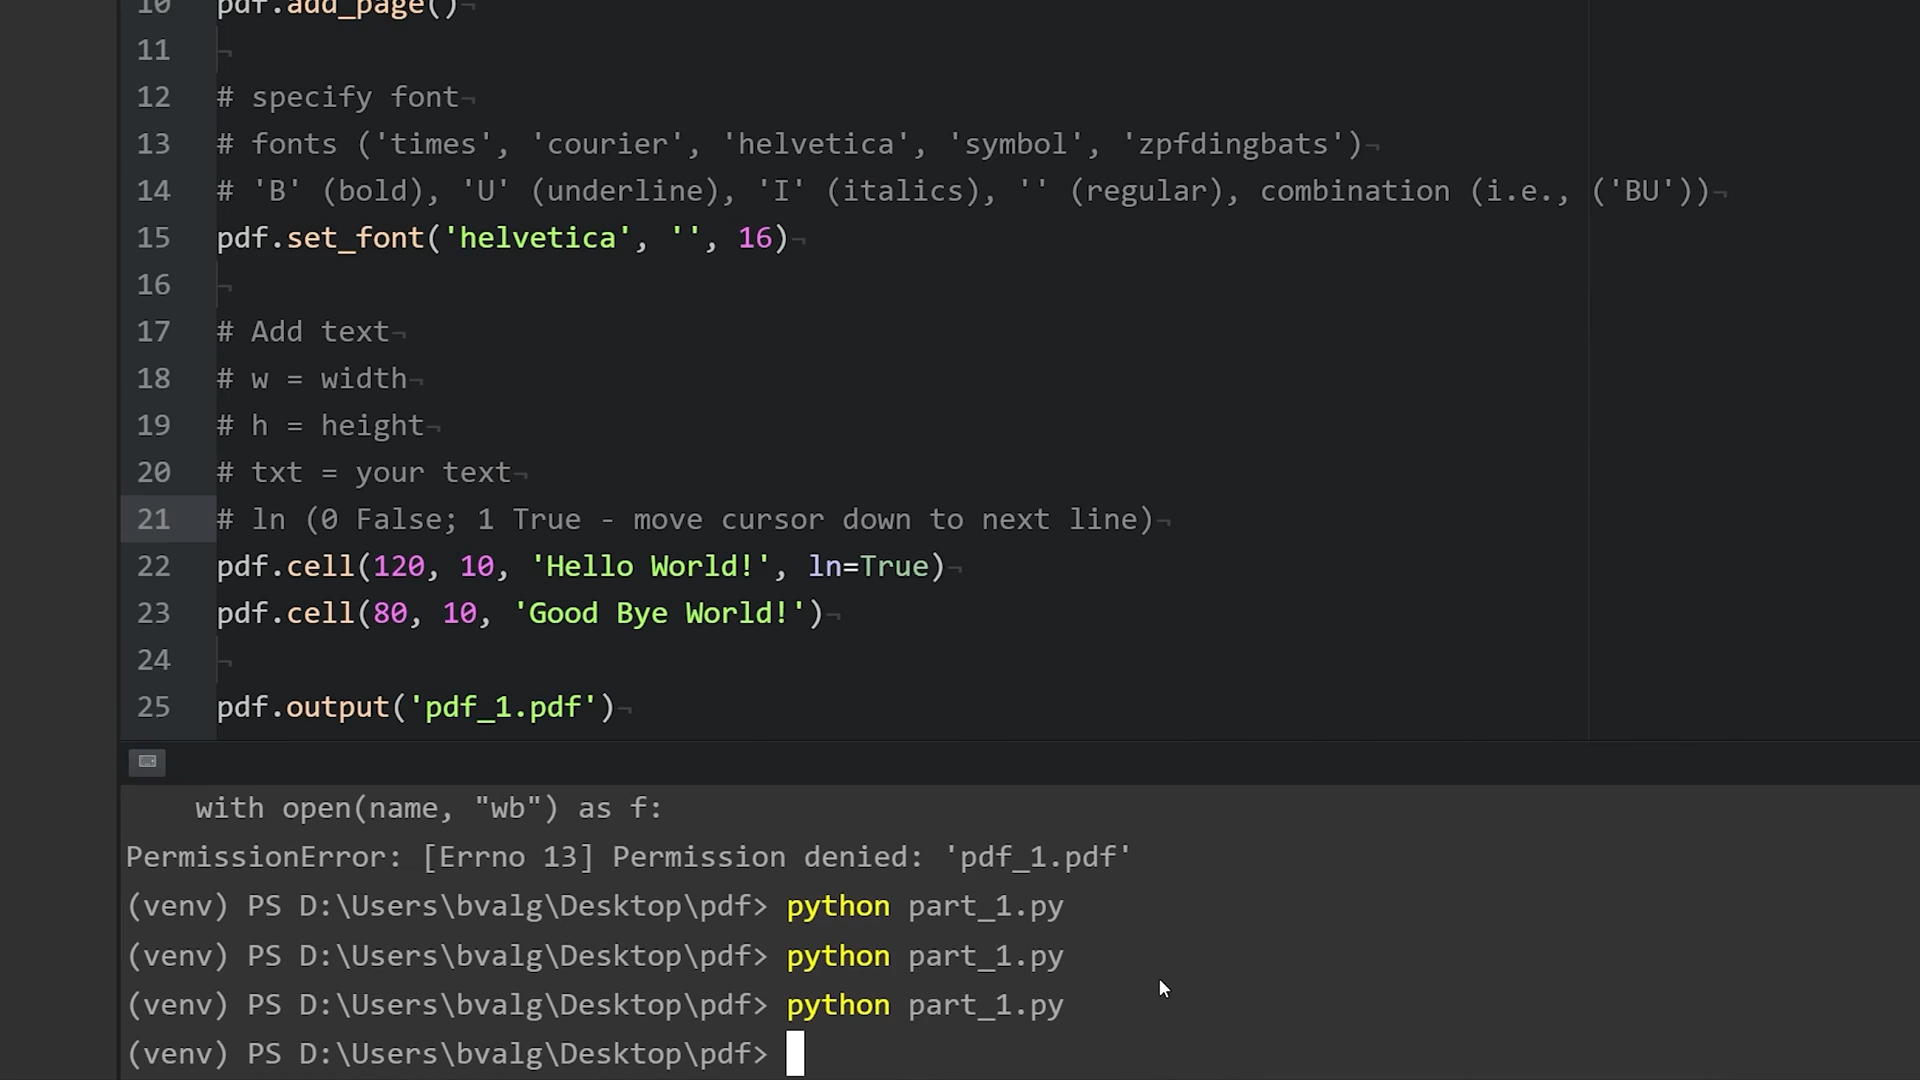 10 pdf.add_page()
11
12 # specify font
13 # fonts ('times', 'courier', 'helvetica', 'symbol', 'zpfdingbats')
14 # 'B' (bold), 'U' (underline), 'I' (italics), '' (regular), combination (i.e., ('BU'))
15 pdf.set_font('helvetica', '', 16)
16
17 # Add text
18 # w = width
19 # h = height
20 # txt = your text
21 # ln (0 False; 1 True - move cursor down to next line)
22 pdf.cell(120, 10, 'Hello World!', ln=True)
23 pdf.cell(80, 10, 'Good Bye World!')
24
25 pdf.output('pdf_1.pdf')
with open(name, "wb") as f:
PermissionError: [Errno 13] Permission denied: 'pdf_1.pdf'
(venv) PS D:\Users\bvalg\Desktop\pdf> python part_1.py
(venv) PS D:\Users\bvalg\Desktop\pdf> python part_1.py
(venv) PS D:\Users\bvalg\Desktop\pdf> python part_1.py
(venv) PS D:\Users\bvalg\Desktop\pdf>